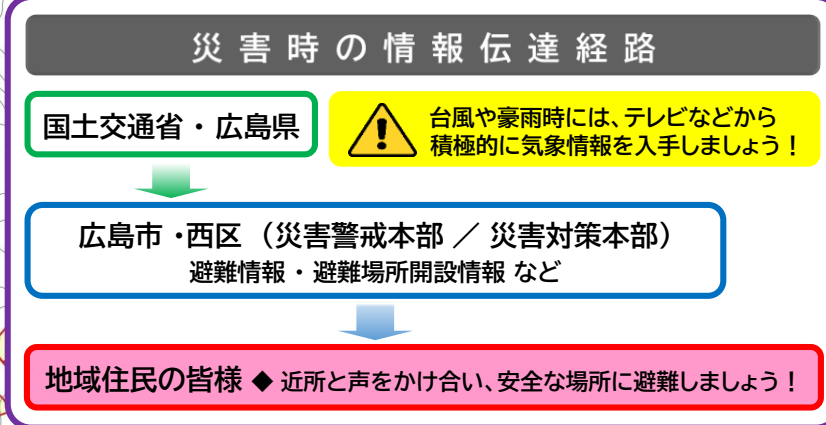 災害時の情報伝達経路
国土交通省・広島県
台風や豪雨時には、テレビなどから
積極的に気象情報を入手しましょう！
広島市・西区（災害警戒本部／災害対策本部）
避難情報・避難場所開設情報 など
地域住民の皆様 ◆ 近所と声をかけ合い、安全な場所に避難しましょう！